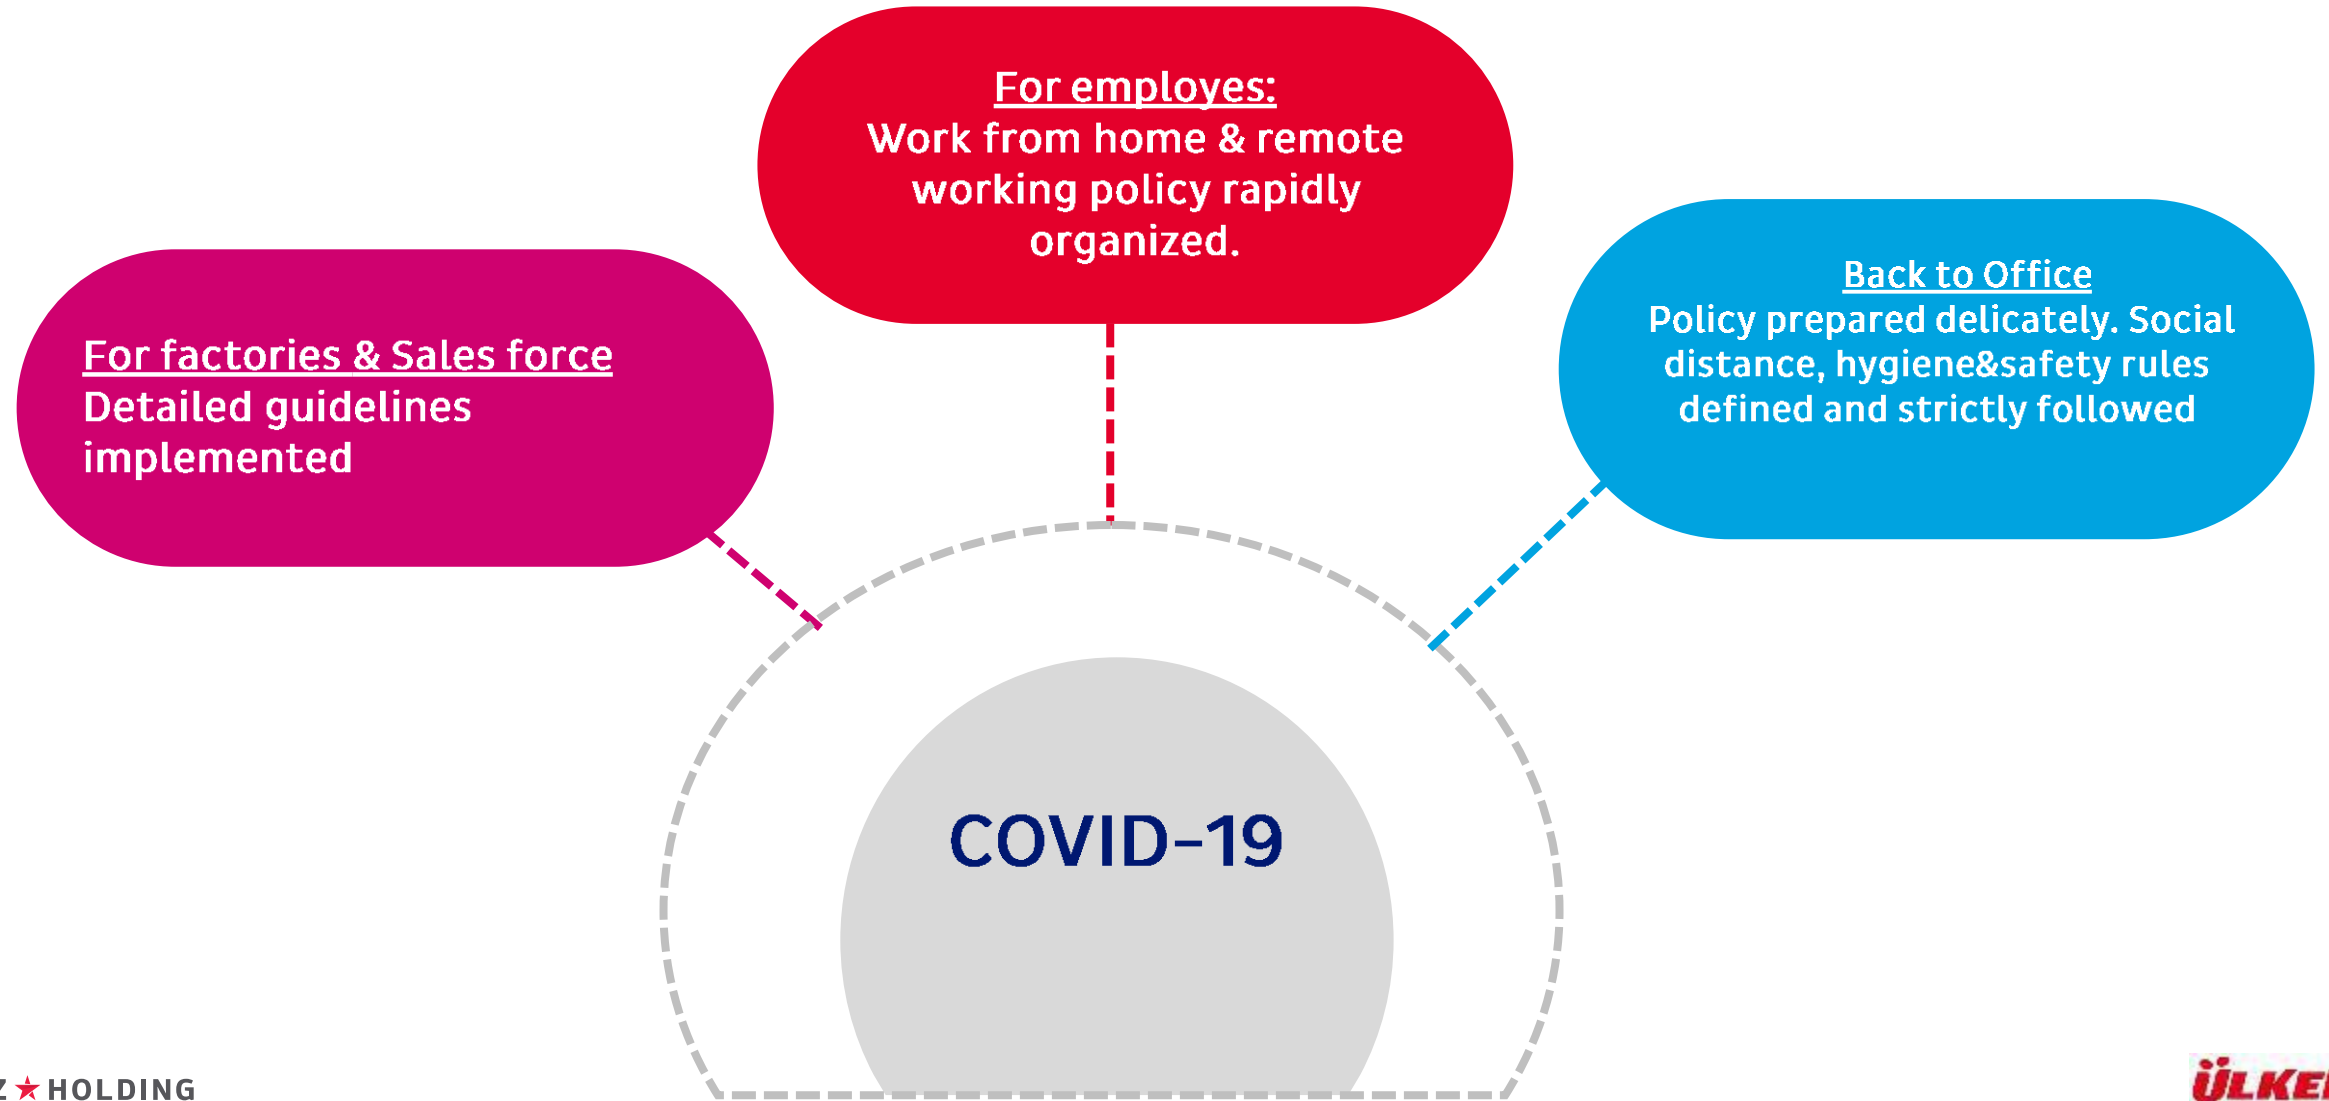 For employes:
Work from home & remote
working policy rapidly
organized.
Back to Office
Policy prepared delicately. Social
distance, hygiene&safety rules
defined and strictly followed
For factories & Sales force
Detailed guidelines
implemented
COVID-19
HOLDING